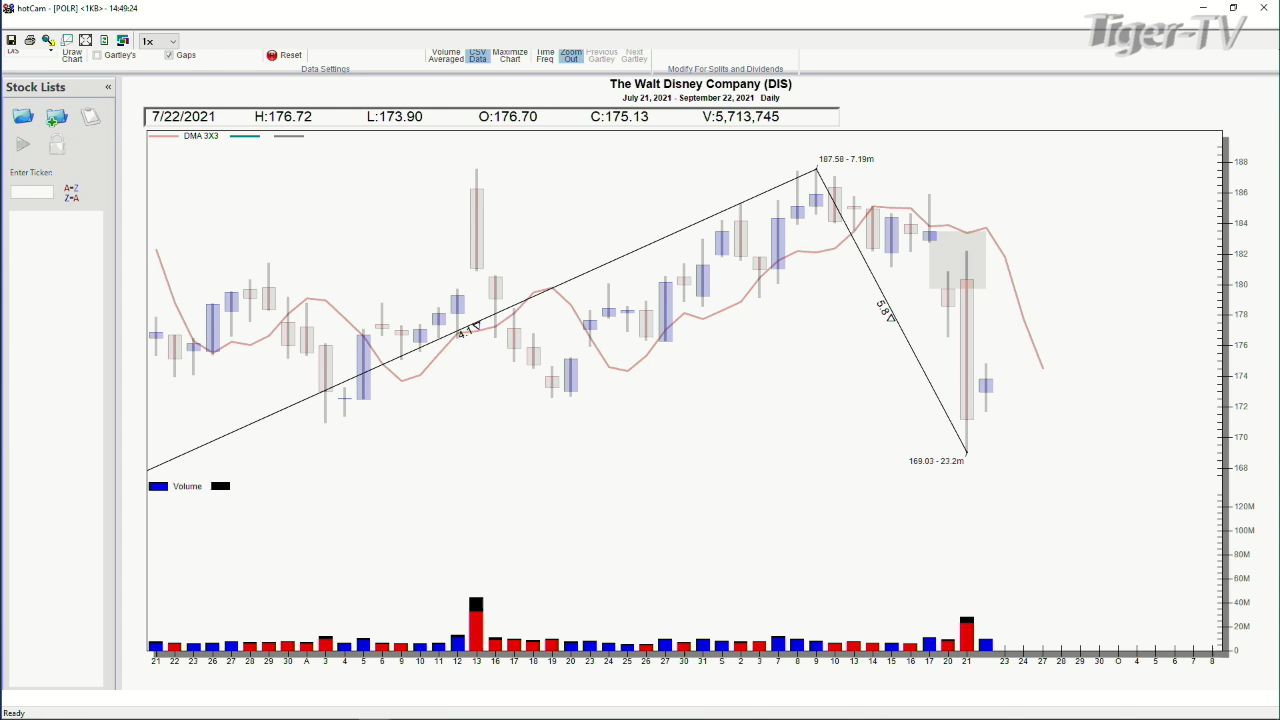 hotCam - [POLR] <1KB> - 14:49:24
Tiger-TV
1x
DIS
Draw Chart
Gartley's
Gaps
Reset
Volume Averaged
CSV Data
Maximize Chart
Time Freq
Zoom Out
Previous Gartley
Next Gartley
Data Settings
Modify For Splits and Dividends
Stock Lists «
The Walt Disney Company (DIS)
July 21, 2021 - September 22, 2021 Daily
7/22/2021 H:176.72 L:173.90 O:176.70 C:175.13 V:5,713,745
DMA 3X3
Enter Ticker:
A=Z
Z=A
187.58 - 7.19m
4.1
5.8
169.03 - 23.2m
188
186
184
182
180
178
176
174
172
170
168
Volume
120M
100M
80M
60M
40M
20M
0
21 22 23 26 27 28 29 30 A 3 4 5 6 9 10 11 12 13 16 17 18 19 20 23 24 25 26 27 30 31 S 2 3 7 8 9 10 13 14 15 16 17 20 21 23 24 27 28 29 30 O 4 5 6 7 8
Ready